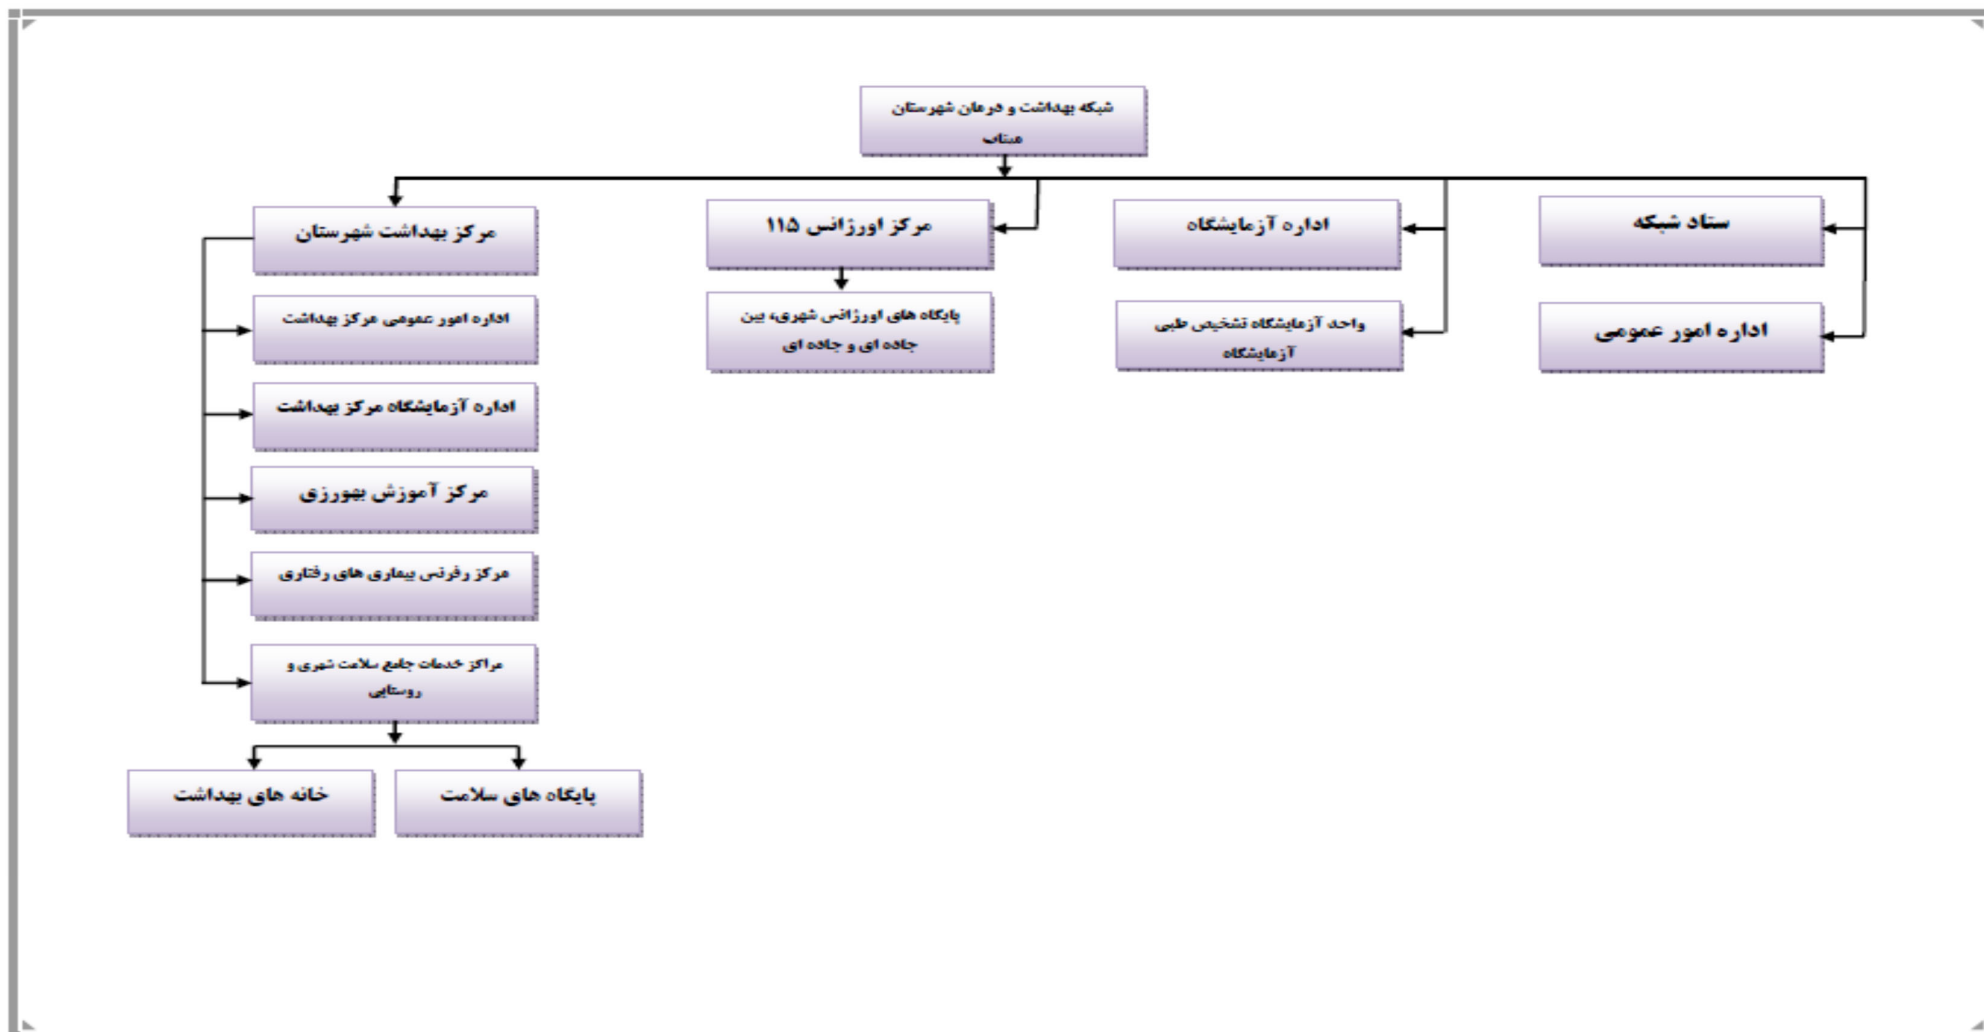 شبکه بهداشت و درمان شهرستان
میناب
ستاد شبکه
اداره امور عمومی
اداره آزمایشگاه
واحد آزمایشگاه تشخیص طبی
آزمایشگاه
مرکز اورژانس ۱۱۵
پایگاه های اورژانس شهری، بین
جاده ای و جاده ای
مرکز بهداشت شهرستان
اداره امور عمومی مرکز بهداشت
اداره آزمایشگاه مرکز بهداشت
مرکز آموزش بهورزی
مرکز رفرنس بیماری های رفتاری
مراکز خدمات جامع سلامت شهری و
روستایی
پایگاه های سلامت
خانه های بهداشت